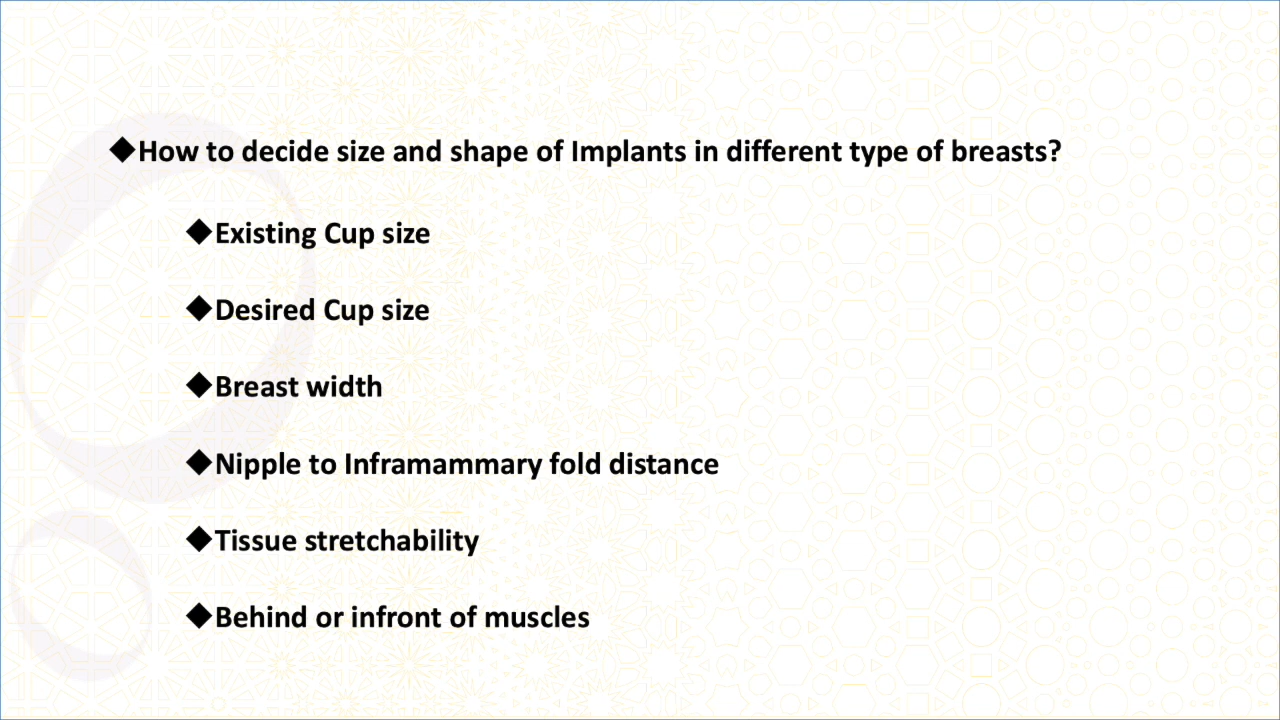 ◆How to decide size and shape of Implants in different type of breasts?
◆Existing Cup size
◆Desired Cup size
◆Breast width
◆Nipple to Inframammary fold distance
◆Tissue stretchability
◆Behind or infront of muscles